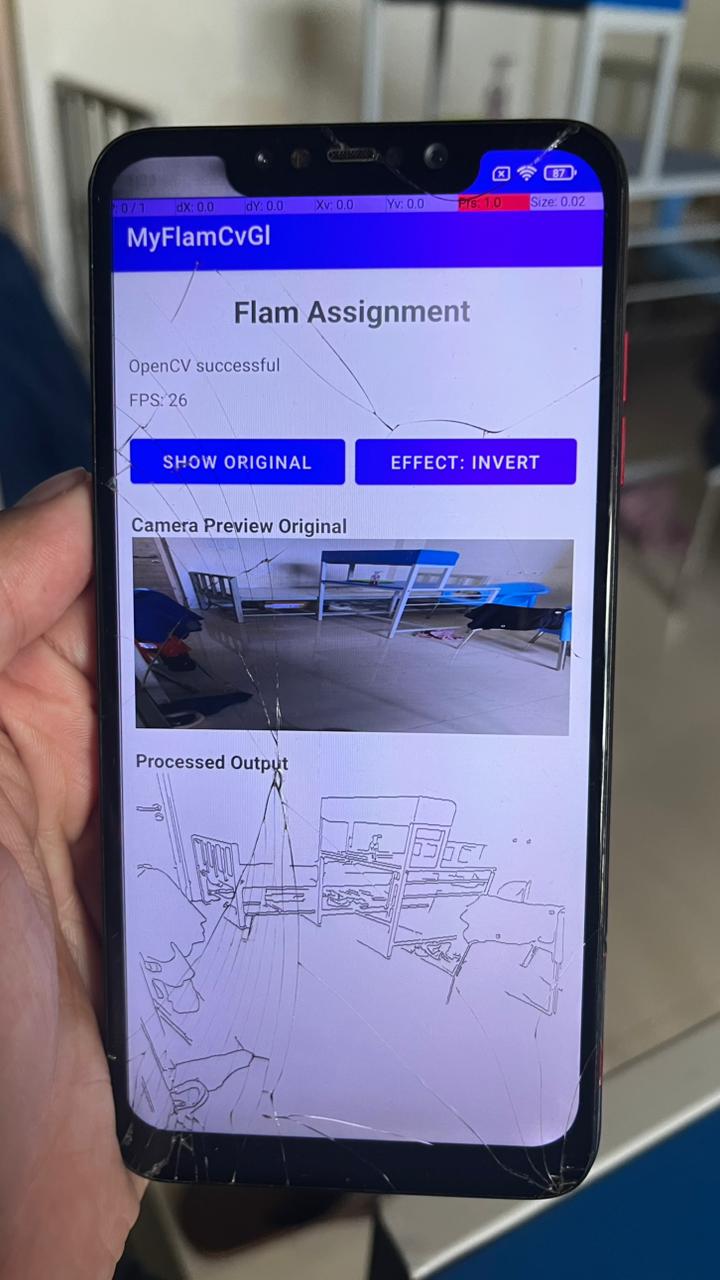 87
P: 0 / 1 dX: 0.0 dY: 0.0 Xv: 0.0 Yv: 0.0 Prs: 1.0 Size: 0.02
MyFlamCvGl
Flam Assignment
OpenCV successful
FPS: 26
SHOW ORIGINAL EFFECT: INVERT
Camera Preview Original
Processed Output